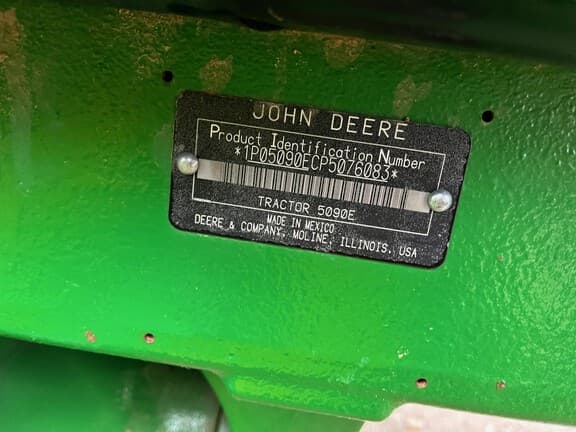 JOHN DEERE
Product Identification Number
*1P05090ECP5076083*
TRACTOR 5090E
MADE IN MEXICO
DEERE & COMPANY, MOLINE, ILLINOIS, USA